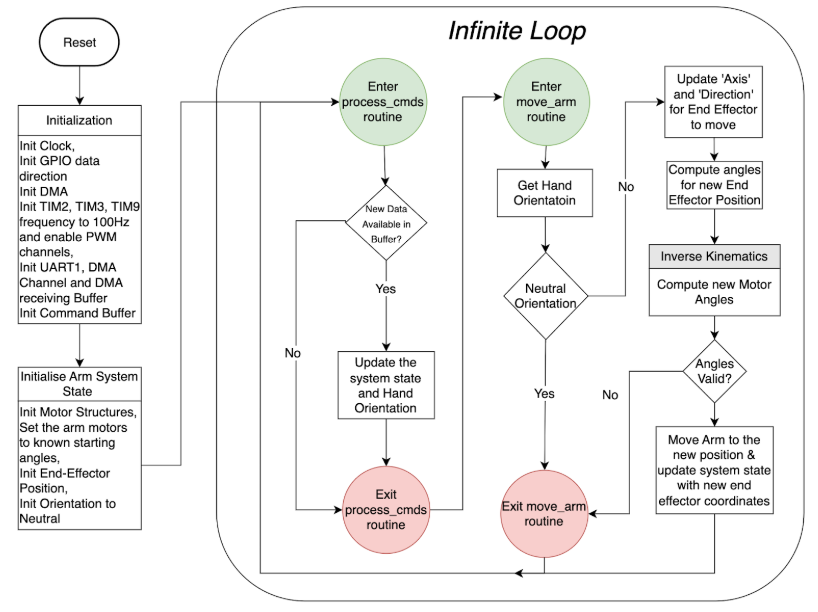 Infinite Loop
Reset
Initialization
Init Clock,
Init GPIO data
direction
Init DMA
Init TIM2, TIM3, TIM9
frequency to 100Hz
and enable PWM
channels,
Init UART1, DMA
Channel and DMA
receiving Buffer
Init Command Buffer
Initialise Arm System
State
Init Motor Structures,
Set the arm motors
to known starting
angles,
Init End-Effector
Position,
Init Orientation to
Neutral
Enter
process_cmds
routine
New Data
Available in
Buffer?
Yes
No
Update the
system state
and Hand
Orientation
Exit
process_cmds
routine
Enter
move_arm
routine
Get Hand
Orientatoin
Neutral
Orientation
No
Yes
Exit move_arm
routine
Update 'Axis'
and 'Direction'
for End Effector
to move
Compute angles
for new End
Effector Position
Inverse Kinematics
Compute new Motor
Angles
Angles
Valid?
No
Move Arm to the
new position &
update system state
with new end
effector coordinates